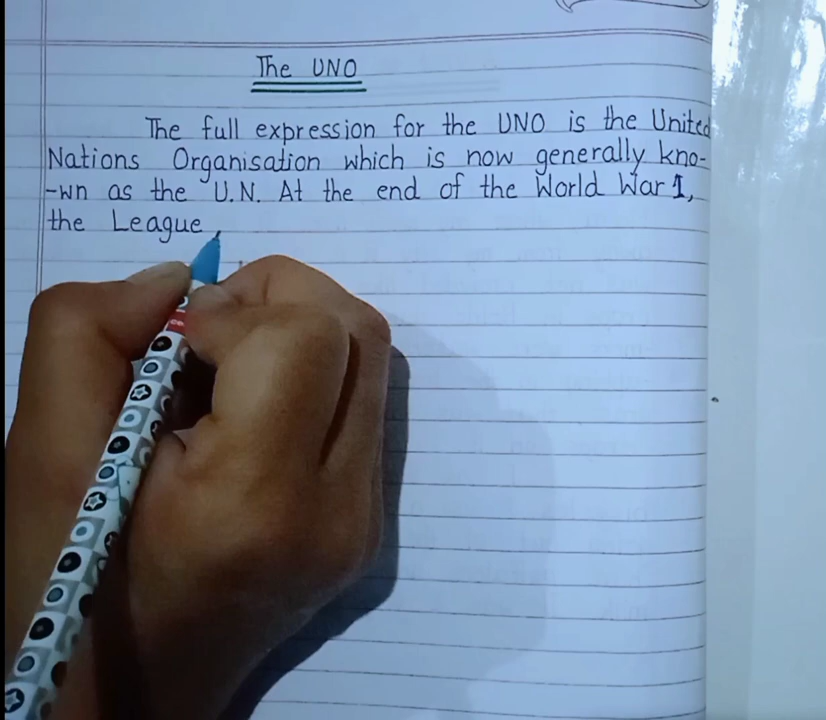 The UNO
The full expression for the UNO is the United
Nations Organisation which is now generally kno-
-wn as the U.N. At the end of the World War I,
the League